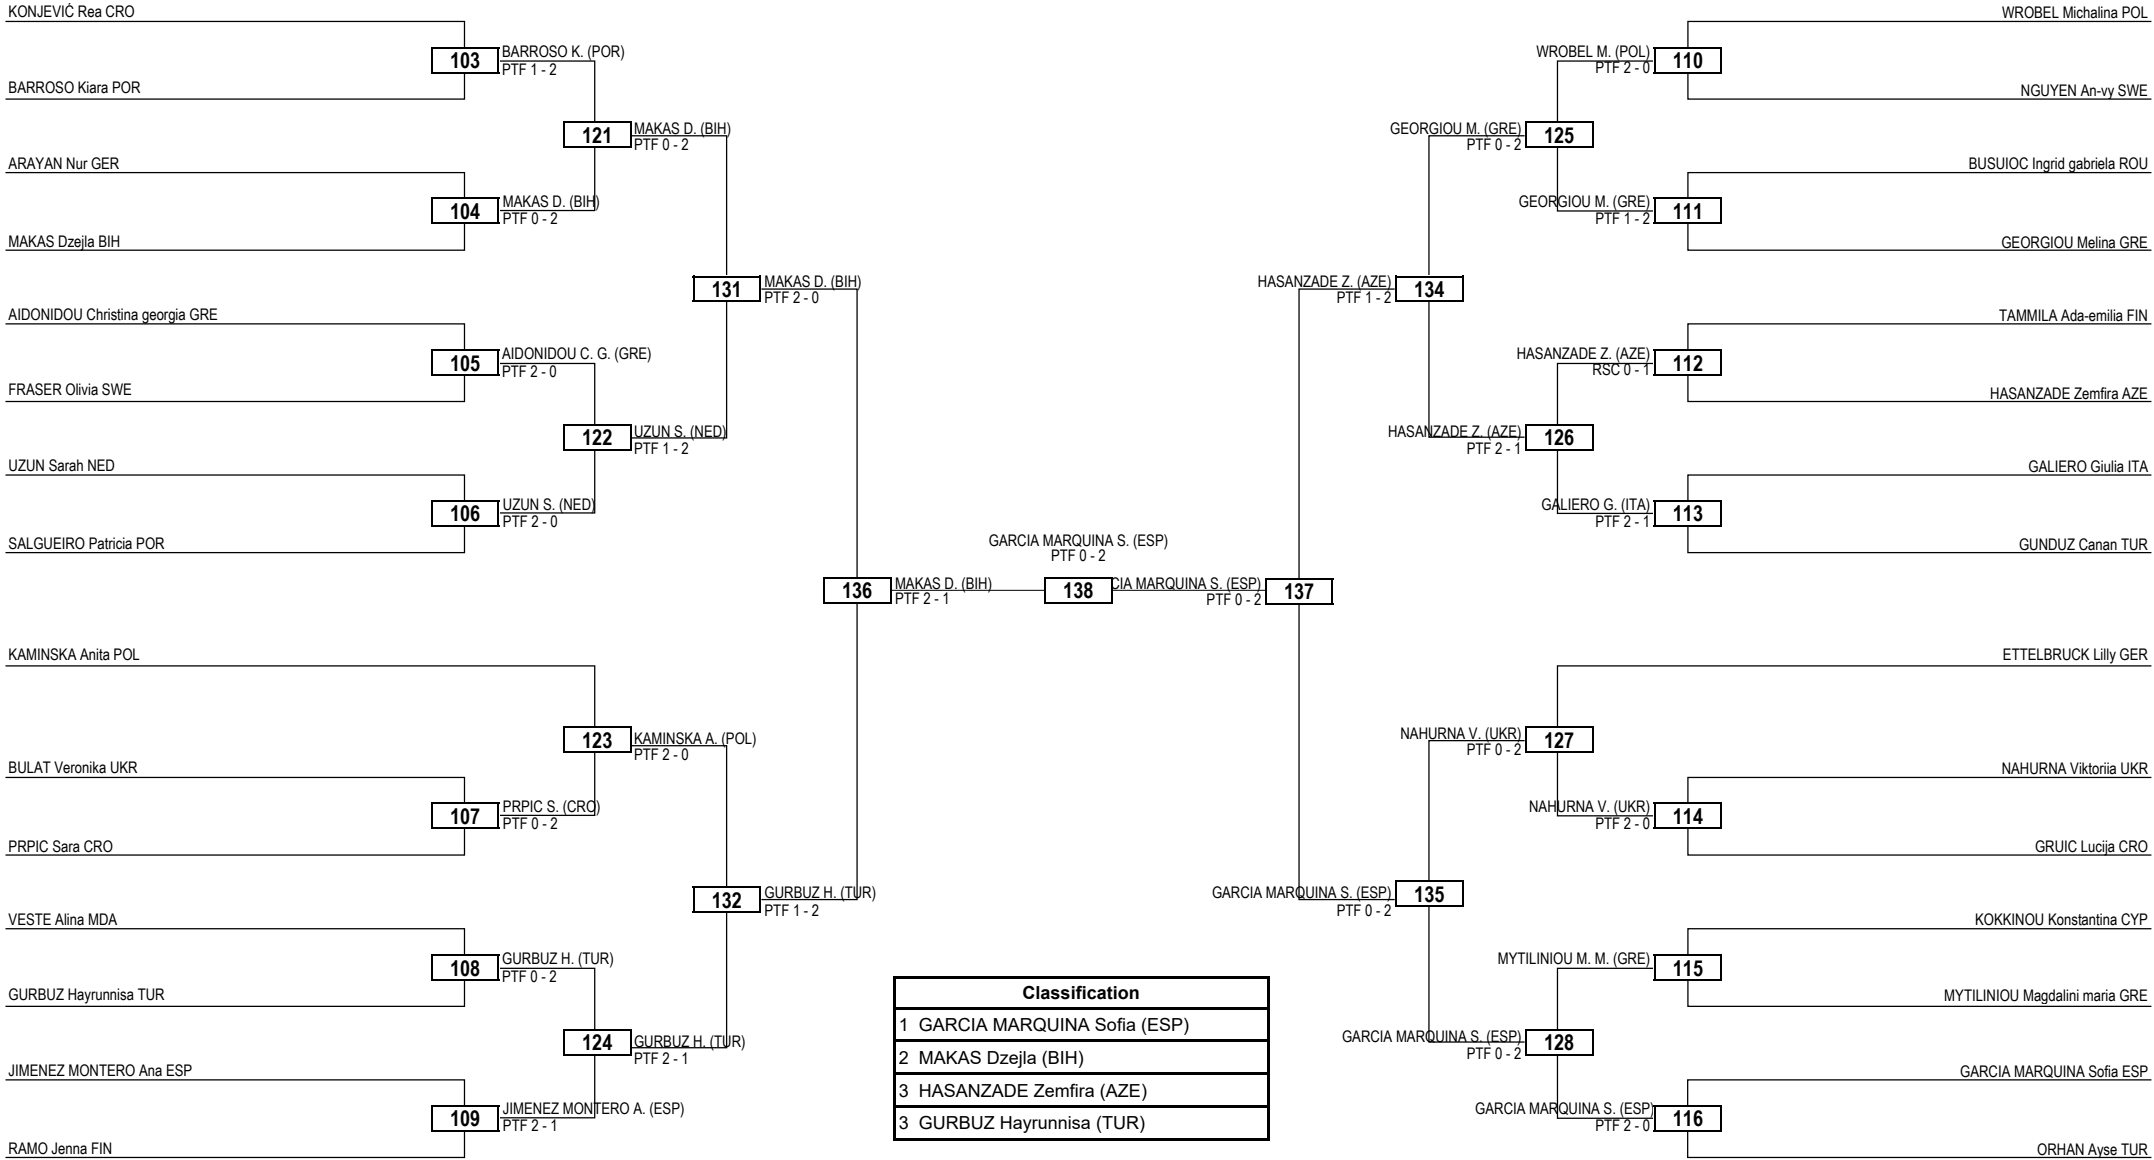 KONJEVIĆ Rea CRO
103
BARROSO K. (POR)
PTF 1 - 2
BARROSO Kiara POR
121
MAKAS D. (BIH)
PTF 0 - 2
ARAYAN Nur GER
104
MAKAS D. (BIH)
PTF 0 - 2
MAKAS Dzejla BIH
131
MAKAS D. (BIH)
PTF 2 - 0
AIDONIDOU Christina georgia GRE
105
AIDONIDOU C. G. (GRE)
PTF 2 - 0
FRASER Olivia SWE
122
UZUN S. (NED)
PTF 1 - 2
UZUN Sarah NED
106
UZUN S. (NED)
PTF 2 - 0
SALGUEIRO Patricia POR
136
MAKAS D. (BIH)
PTF 2 - 1
KAMINSKA Anita POL
123
KAMINSKA A. (POL)
PTF 2 - 0
BULAT Veronika UKR
107
PRPIC S. (CRO)
PTF 0 - 2
PRPIC Sara CRO
132
GURBUZ H. (TUR)
PTF 1 - 2
VESTE Alina MDA
108
GURBUZ H. (TUR)
PTF 0 - 2
GURBUZ Hayrunnisa TUR
124
GURBUZ H. (TUR)
PTF 2 - 1
JIMENEZ MONTERO Ana ESP
109
JIMENEZ MONTERO A. (ESP)
PTF 2 - 1
RAMO Jenna FIN
GARCIA MARQUINA S. (ESP)
PTF 0 - 2
138
CIA MARQUINA S. (ESP)
PTF 0 - 2
137
WROBEL Michalina POL
WROBEL M. (POL)
PTF 2 - 0
110
NGUYEN An-vy SWE
GEORGIOU M. (GRE)
PTF 0 - 2
125
BUSUIOC Ingrid gabriela ROU
GEORGIOU M. (GRE)
PTF 1 - 2
111
GEORGIOU Melina GRE
HASANZADE Z. (AZE)
PTF 1 - 2
134
TAMMILA Ada-emilia FIN
HASANZADE Z. (AZE)
RSC 0 - 1
112
HASANZADE Zemfira AZE
HASANZADE Z. (AZE)
PTF 2 - 1
126
GALIERO Giulia ITA
GALIERO G. (ITA)
PTF 2 - 1
113
GUNDUZ Canan TUR
ETTELBRUCK Lilly GER
NAHURNA V. (UKR)
PTF 0 - 2
127
NAHURNA Viktoriia UKR
NAHURNA V. (UKR)
PTF 2 - 0
114
GRUIC Lucija CRO
GARCIA MARQUINA S. (ESP)
PTF 0 - 2
135
KOKKINOU Konstantina CYP
MYTILINIOU M. M. (GRE)
115
MYTILINIOU Magdalini maria GRE
GARCIA MARQUINA S. (ESP)
PTF 0 - 2
128
GARCIA MARQUINA Sofia ESP
GARCIA MARQUINA S. (ESP)
PTF 2 - 0
116
ORHAN Ayse TUR
Classification
1 GARCIA MARQUINA Sofia (ESP)
2 MAKAS Dzejla (BIH)
3 HASANZADE Zemfira (AZE)
3 GURBUZ Hayrunnisa (TUR)